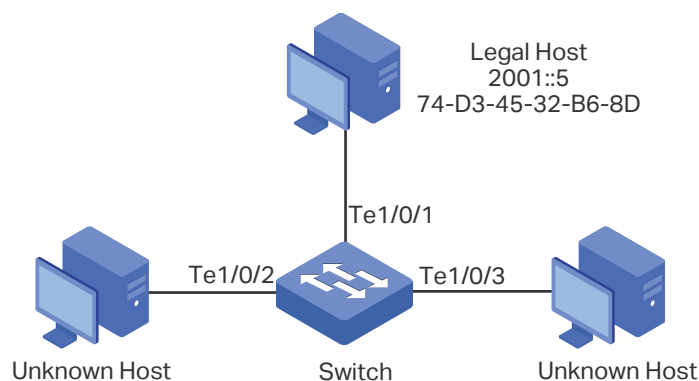 Legal Host
2001::5
74-D3-45-32-B6-8D
Te1/0/1
Te1/0/2
Te1/0/3
Unknown Host
Switch
Unknown Host